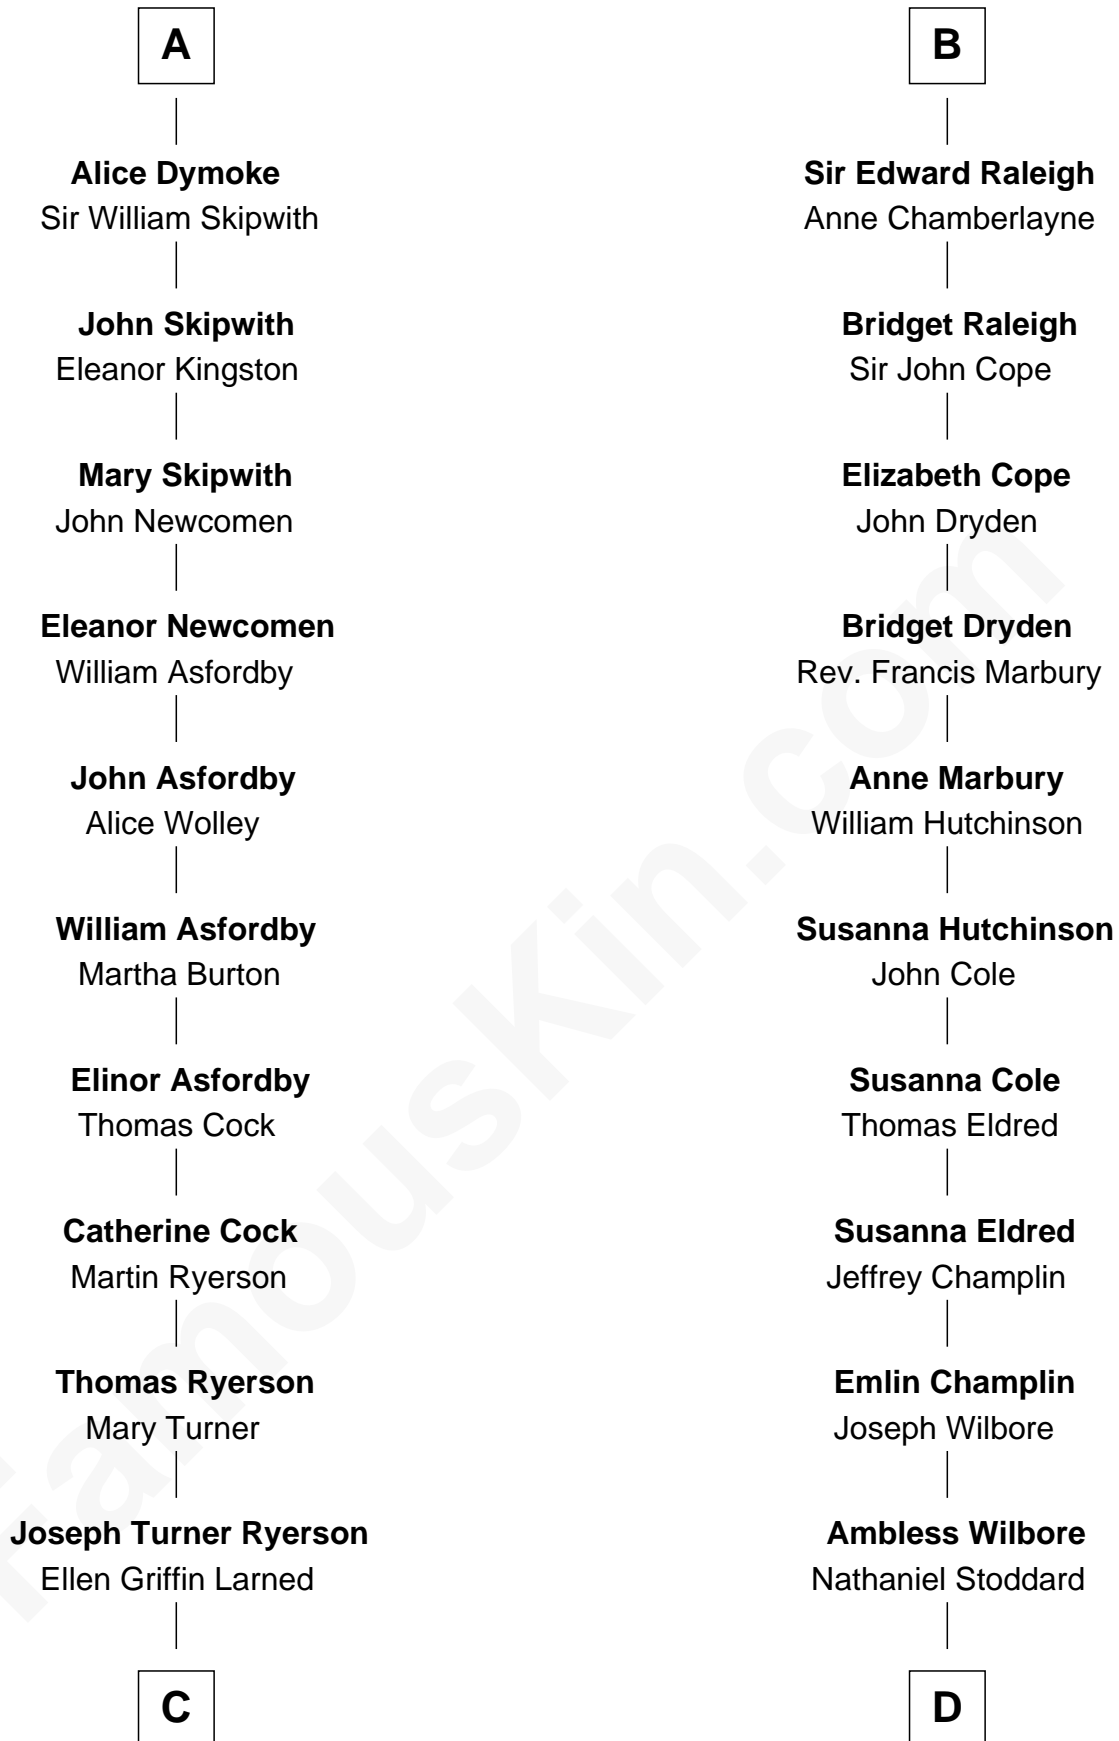 A
Alice Dymoke
Sir William Skipwith
John Skipwith
Eleanor Kingston
Mary Skipwith
John Newcomen
Eleanor Newcomen
William Asfordby
John Asfordby
Alice Wolley
William Asfordby
Martha Burton
Elinor Asfordby
Thomas Cock
Catherine Cock
Martin Ryerson
Thomas Ryerson
Mary Turner
Joseph Turner Ryerson
Ellen Griffin Larned
C
B
Sir Edward Raleigh
Anne Chamberlayne
Bridget Raleigh
Sir John Cope
Elizabeth Cope
John Dryden
Bridget Dryden
Rev. Francis Marbury
Anne Marbury
William Hutchinson
Susanna Hutchinson
John Cole
Susanna Cole
Thomas Eldred
Susanna Eldred
Jeffrey Champlin
Emlin Champlin
Joseph Wilbore
Ambless Wilbore
Nathaniel Stoddard
D
FamousKin.com